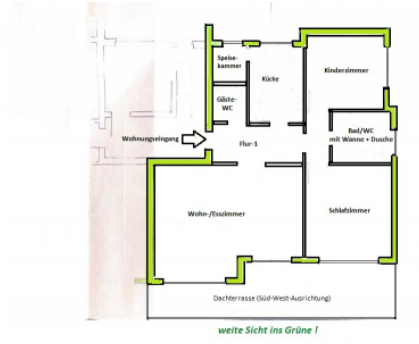 Speise-
kammer
Küche
Kinderzimmer
Gäste-
WC
Wohnungseingang
Flur-1
Bad/WC
mit Wanne + Dusche
Wohn-/Esszimmer
Schlafzimmer
Dachterrasse (Süd-West-Ausrichtung)
weite Sicht ins Grüne !